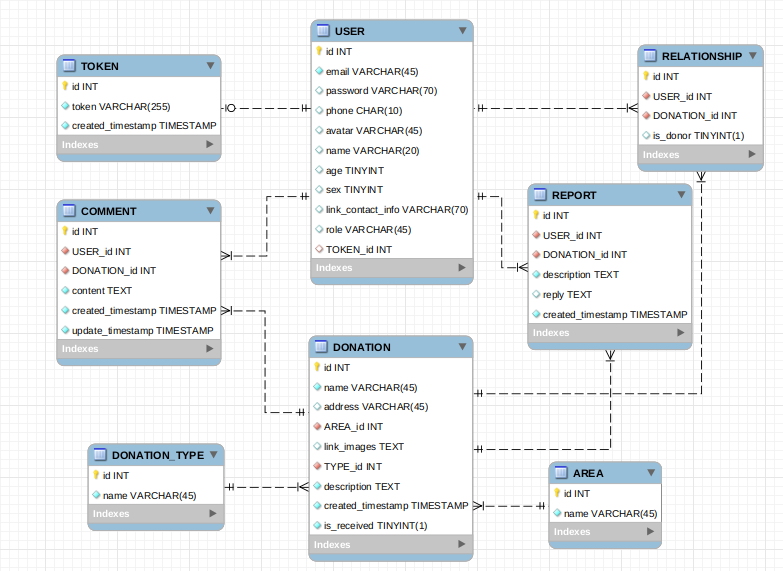 TOKEN
id INT
token VARCHAR(255)
created_timestamp TIMESTAMP
Indexes
USER
id INT
email VARCHAR(45)
password VARCHAR(70)
phone CHAR(10)
avatar VARCHAR(45)
name VARCHAR(20)
age TINYINT
sex TINYINT
link_contact_info VARCHAR(70)
role VARCHAR(45)
TOKEN_id INT
Indexes
RELATIONSHIP
id INT
USER_id INT
DONATION_id INT
is_donor TINYINT(1)
Indexes
COMMENT
id INT
USER_id INT
DONATION_id INT
content TEXT
created_timestamp TIMESTAMP
update_timestamp TIMESTAMP
Indexes
REPORT
id INT
USER_id INT
DONATION_id INT
description TEXT
reply TEXT
created_timestamp TIMESTAMP
Indexes
DONATION
id INT
name VARCHAR(45)
address VARCHAR(45)
AREA_id INT
link_images TEXT
TYPE_id INT
description TEXT
created_timestamp TIMESTAMP
is_received TINYINT(1)
Indexes
DONATION_TYPE
id INT
name VARCHAR(45)
Indexes
AREA
id INT
name VARCHAR(45)
Indexes